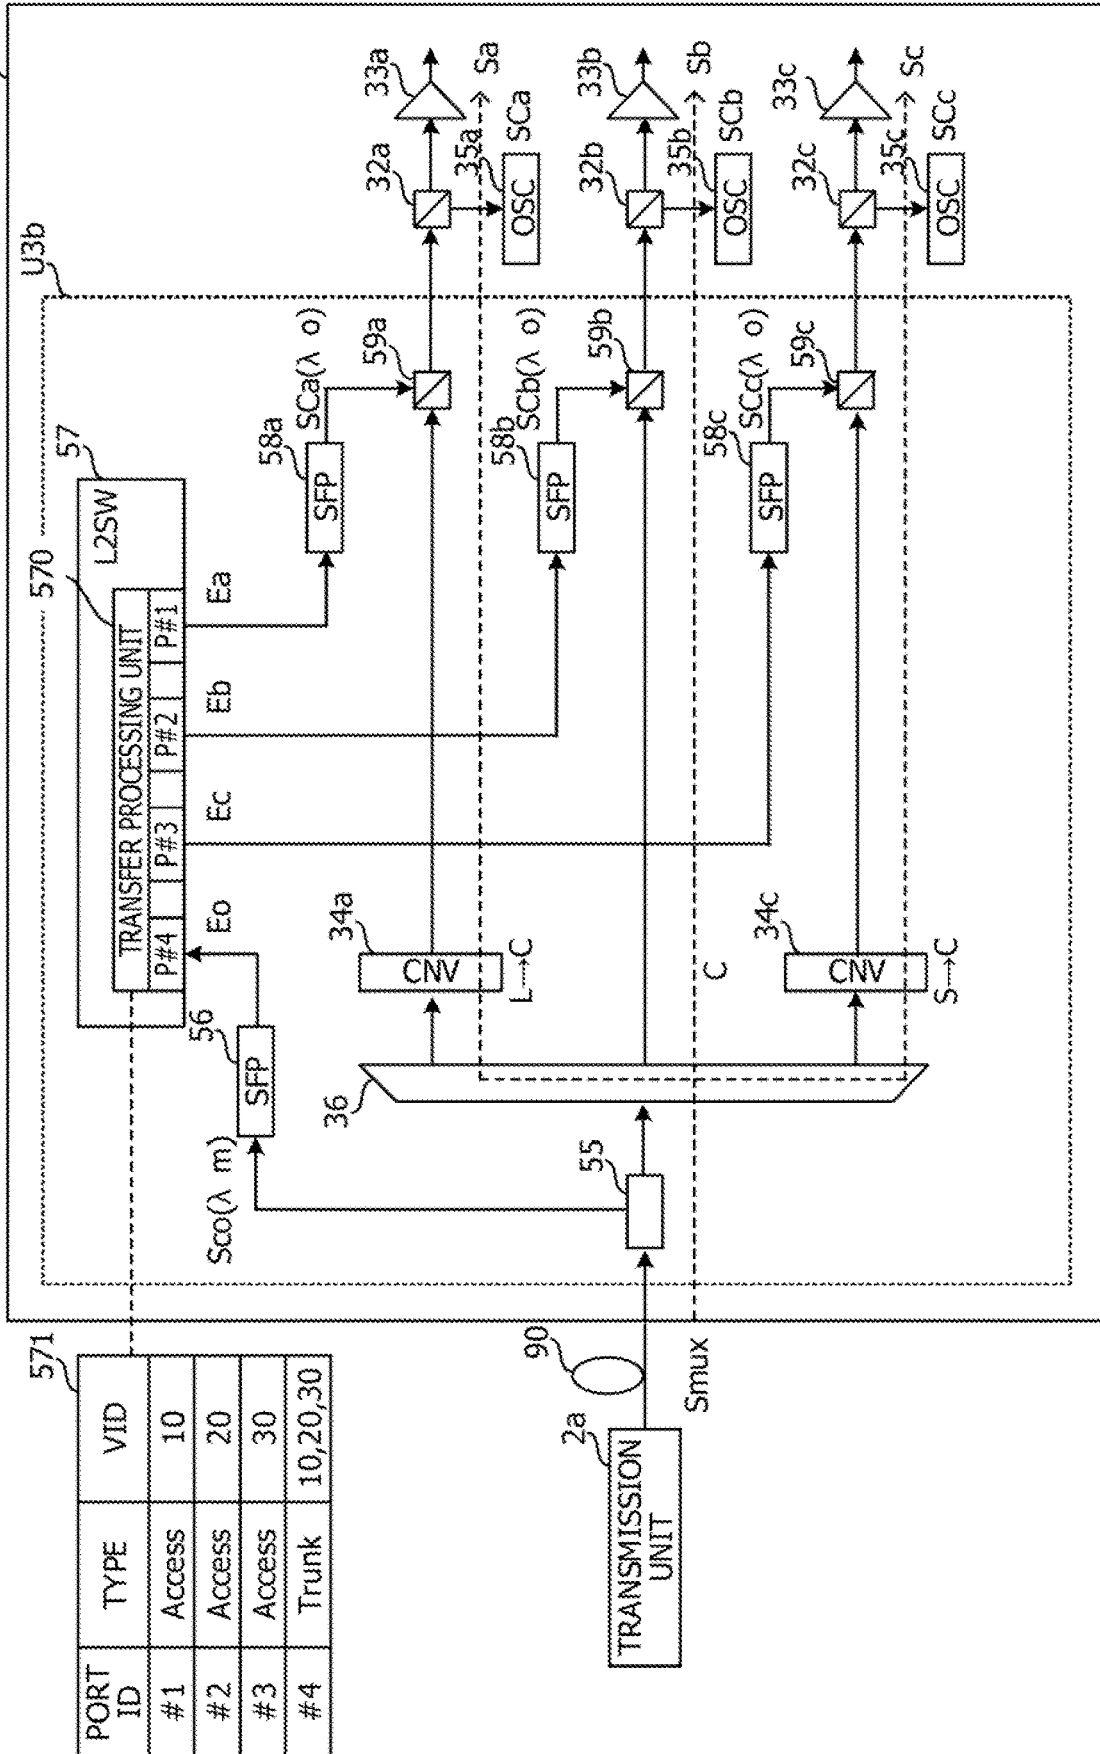 571
PORT ID TYPE VID
#1 Access 10
#2 Access 20
#3 Access 30
#4 Trunk 10,20,30
U3b
57
L2SW
570
TRANSFER PROCESSING UNIT
P#4 P#3 P#2 P#1
Eo Ec Eb Ea
56
SFP
Sco(λ m)
58a
SFP
SCa(λ o)
59a
32a
33a
34a
CNV
L→C
Sa
35a
OSC
SCa
58b
SFP
SCb(λ o)
59b
32b
33b
2a
TRANSMISSION
UNIT
90
Smux
55
36
C
Sb
35b
OSC
SCb
58c
SFP
SCc(λ o)
59c
32c
33c
34c
CNV
S→C
Sc
35c
OSC
SCc